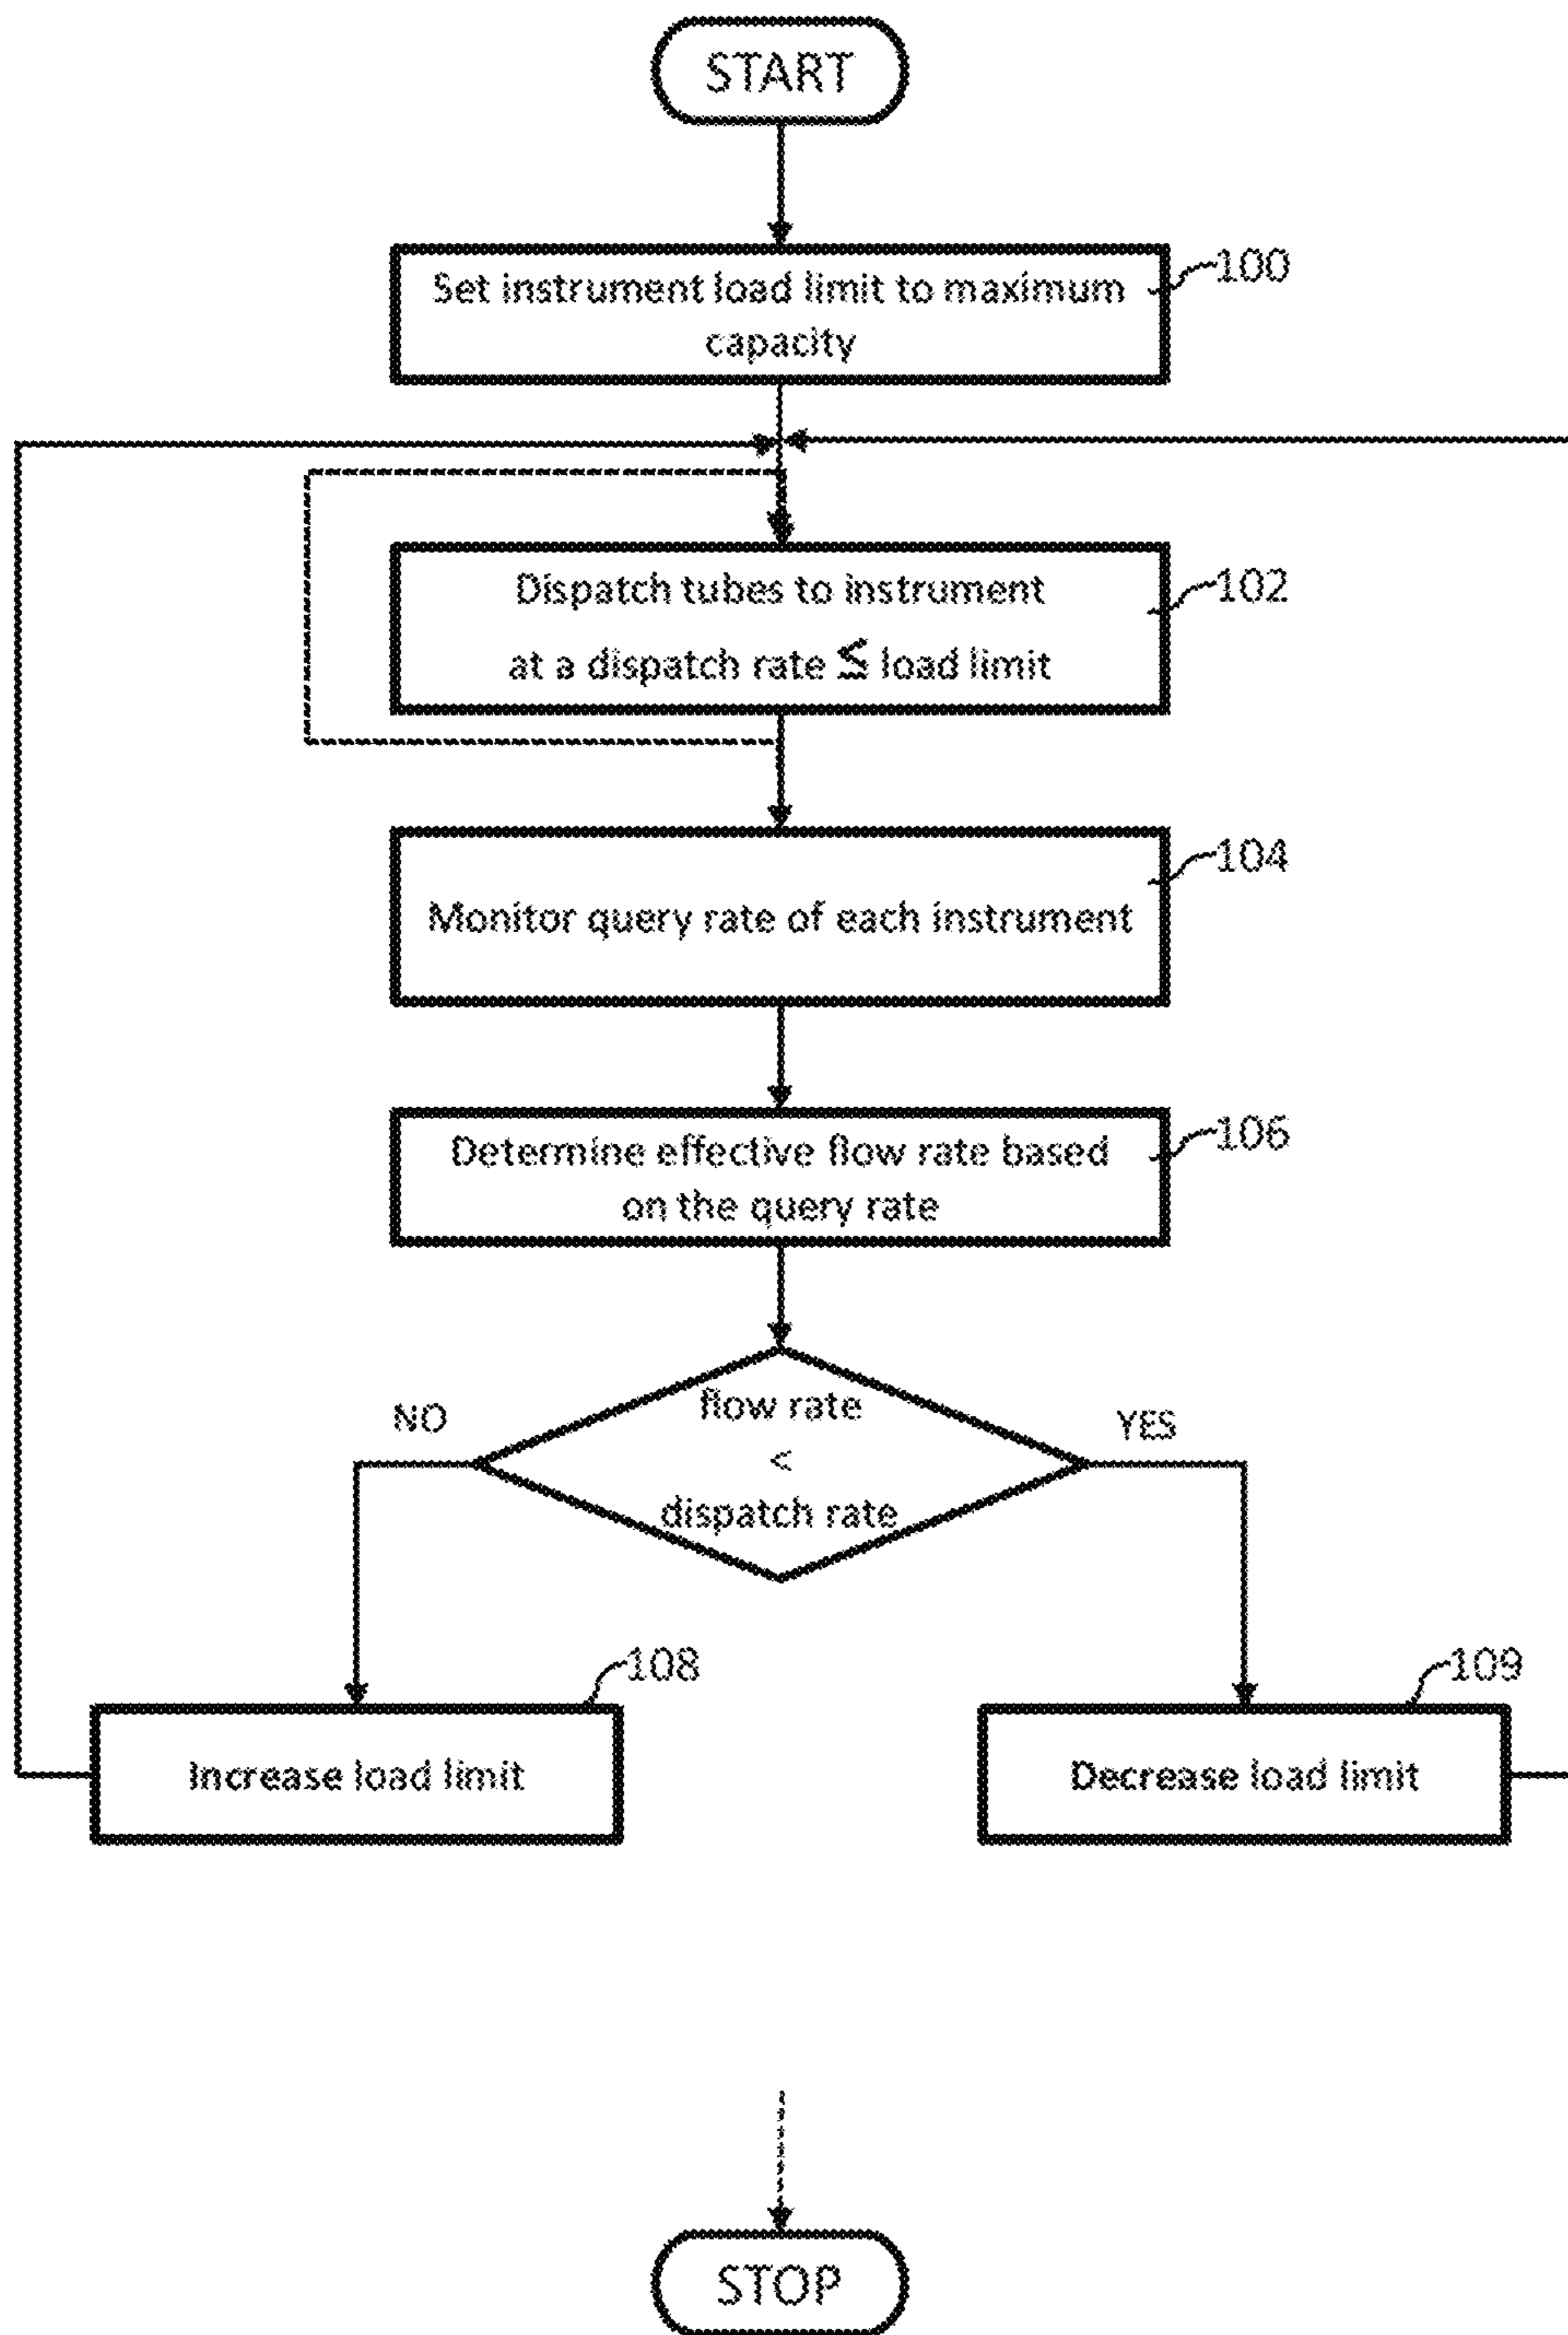 START
Set instrument load limit to maximum
capacity
100
Dispatch tubes to instrument
at a dispatch rate ≤ load limit
102
Monitor query rate of each instrument
104
Determine effective flow rate based
on the query rate
106
flow rate
<
dispatch rate
NO
YES
108
Increase load limit
109
Decrease load limit
STOP